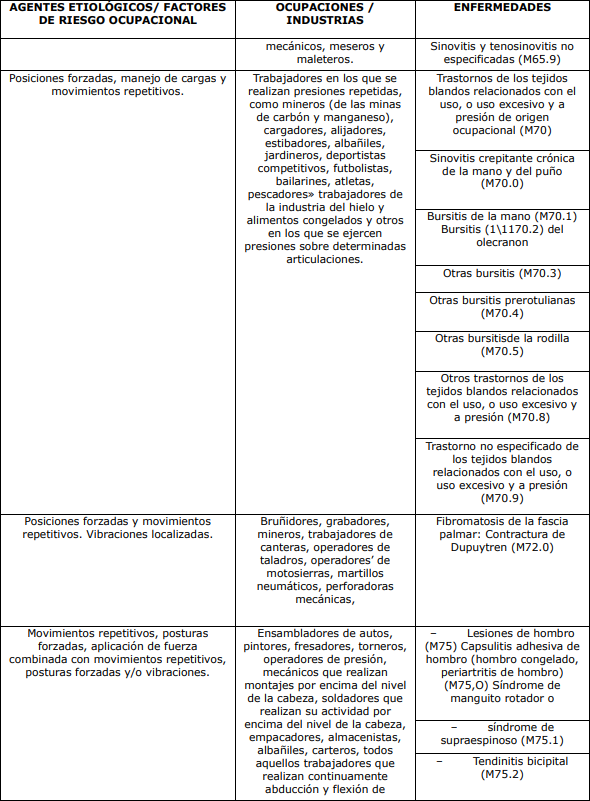 AGENTES ETIOLÓGICOS/ FACTORES
DE RIESGO OCUPACIONAL
OCUPACIONES /
INDUSTRIAS
ENFERMEDADES
mecánicos, meseros y
maleteros.
Sinovitis y tenosinovitis no
especificadas (M65.9)
Posiciones forzadas, manejo de cargas y
movimientos repetitivos.
Trabajadores en los que se
realizan presiones repetidas,
como mineros (de las minas
de carbón y manganeso),
cargadores, alijadores,
estibadores, albañiles,
jardineros, deportistas
competitivos, futbolistas,
bailarines, atletas,
pescadores» trabajadores de
la industria del hielo y
alimentos congelados y otros
en los que se ejercen
presiones sobre determinadas
articulaciones.
Trastornos de los tejidos
blandos relacionados con el
uso, o uso excesivo y a
presión de origen
ocupacional (M70)
Sinovitis crepitante crónica
de la mano y del puño
(M70.0)
Bursitis de la mano (M70.1)
Bursitis (1\1170.2) del
olecranon
Otras bursitis (M70.3)
Otras bursitis prerotulianas
(M70.4)
Otras bursitisde la rodilla
(M70.5)
Otros trastornos de los
tejidos blandos relacionados
con el uso, o uso excesivo y
a presión (M70.8)
Trastorno no especificado de
los tejidos blandos
relacionados con el uso, o
uso excesivo y a presión
(M70.9)
Posiciones forzadas y movimientos
repetitivos. Vibraciones localizadas.
Bruñidores, grabadores,
mineros, trabajadores de
canteras, operadores de
taladros, operadores’ de
motosierras, martillos
neumáticos, perforadoras
mecánicas,
Fibromatosis de la fascia
palmar: Contractura de
Dupuytren (M72.0)
Movimientos repetitivos, posturas
forzadas, aplicación de fuerza
combinada con movimientos repetitivos,
posturas forzadas y/o vibraciones.
Ensambladores de autos,
pintores, fresadores, torneros,
operadores de presión,
mecánicos que realizan
montajes por encima del nivel
de la cabeza, soldadores que
realizan su actividad por
encima del nivel de la cabeza,
empacadores, almacenistas,
albañiles, carteros, todos
aquellos trabajadores que
realizan continuamente
abducción y flexión de
– Lesiones de hombro
(M75) Capsulitis adhesiva de
hombro (hombro congelado,
periartritis de hombro)
(M75,O) Síndrome de
manguito rotador o
– síndrome de
supraespinoso (M75.1)
– Tendinitis bicipital
(M75.2)